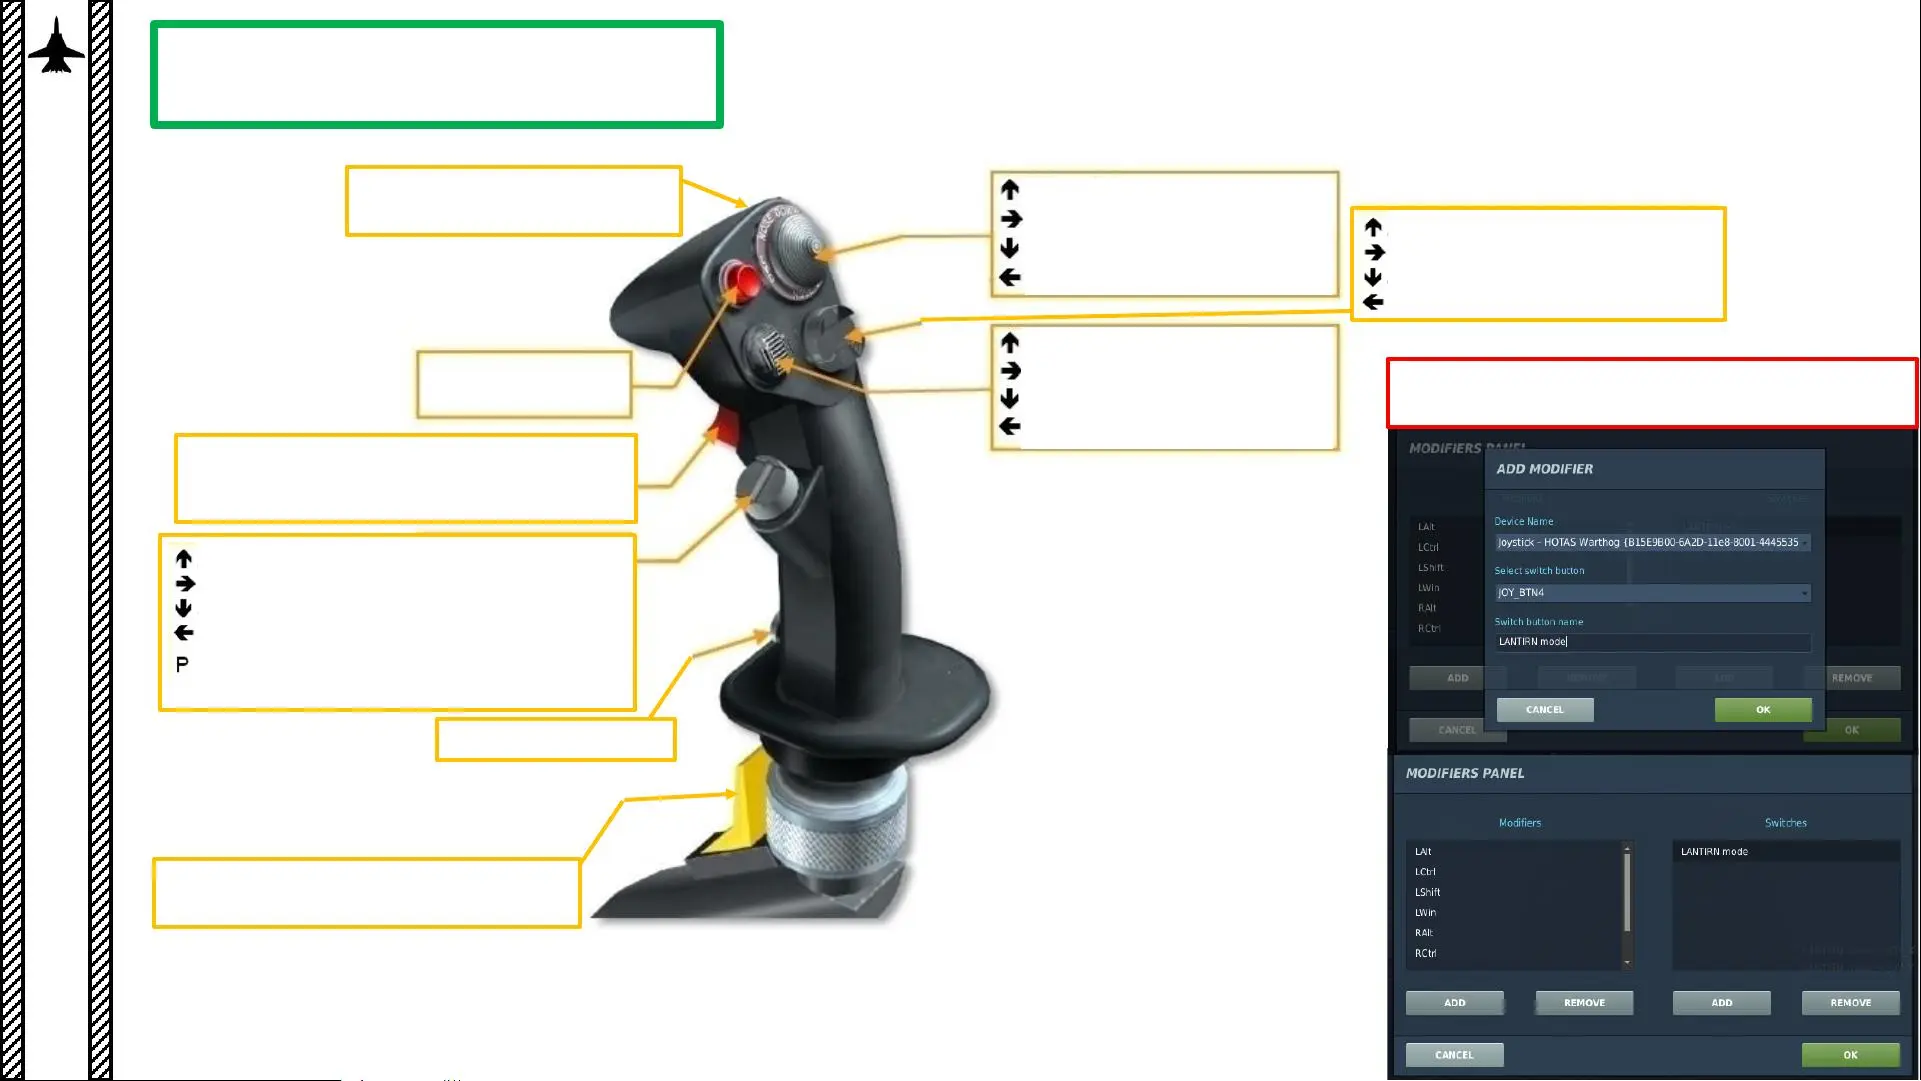 P
MODIFIERS PANEL
ADD MODIFIER
Device Name
LAlt
Joystick - HOTAS Warthog {B15E9B00-6A2D-11e8-8001-4445535
LCtrl
LShift
Select switch button
LWin
JOY_BTN4
RAlt
Switch button name
RCtrl
LANTIRN mode
ADD
REMOVE
CANCEL
OK
CANCEL
OK
MODIFIERS PANEL
Modifiers
Switches
LAlt
LANTIRN mode
LCtrl
LShift
LWin
RAlt
RCtrl
ADD
REMOVE
ADD
REMOVE
CANCEL
OK